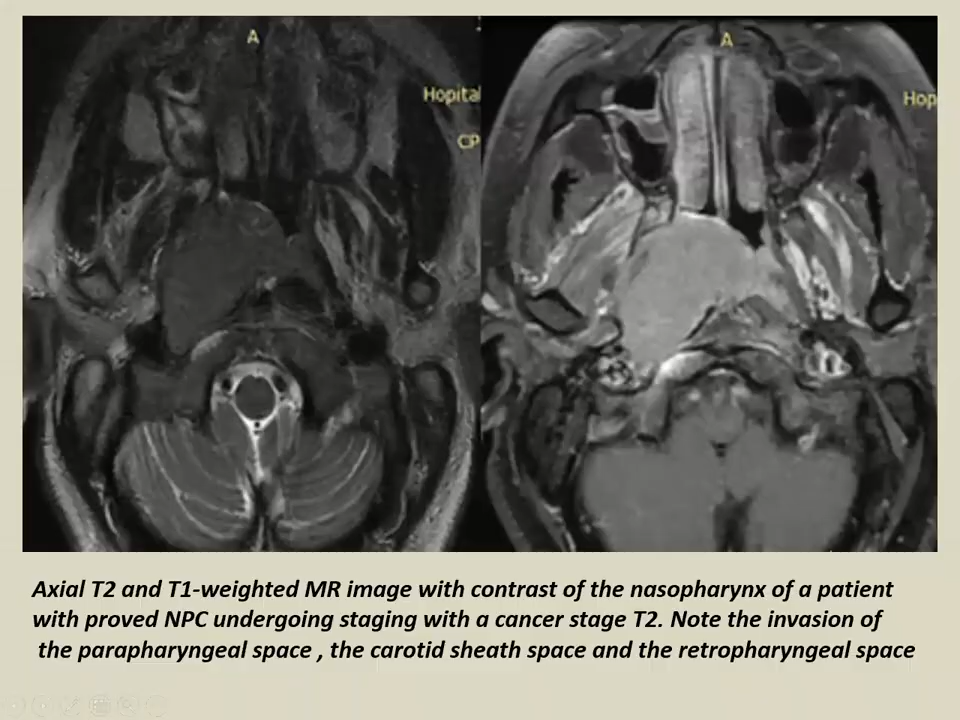 A
A
Hopital
Hop
CP
Axial T2 and T1-weighted MR image with contrast of the nasopharynx of a patient
with proved NPC undergoing staging with a cancer stage T2. Note the invasion of
the parapharyngeal space , the carotid sheath space and the retropharyngeal space